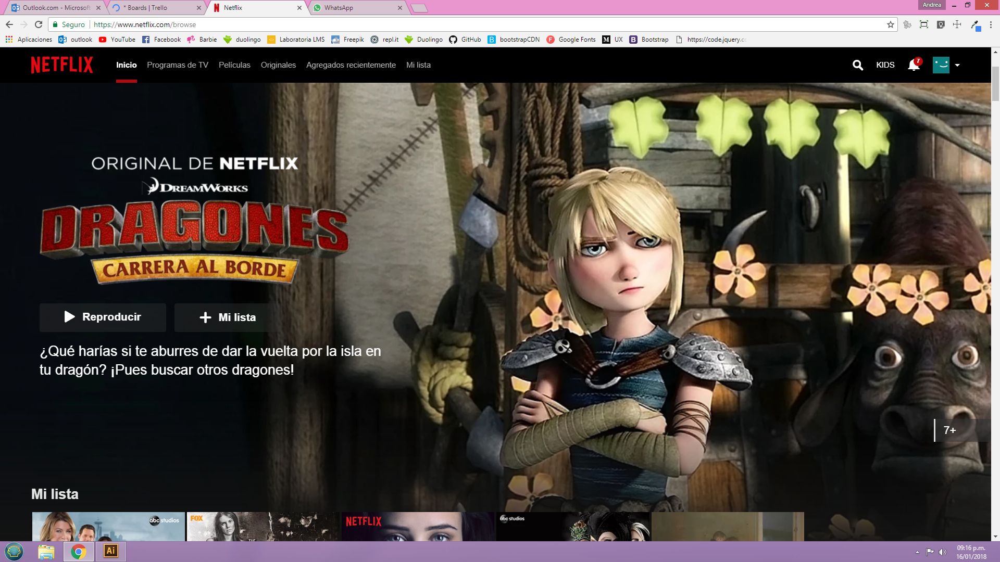 Outlook.com - Microsoft
* Boards | Trello
Netflix
WhatsApp
Andrea
Seguro
https://www.netflix.com/browse
Aplicaciones
outlook
YouTube
Facebook
Barbie
duolingo
Laboratoria LMS
Freepik
repl.it
Duolingo
GitHub
bootstrapCDN
Google Fonts
UX
Bootstrap
https://code.jquery.cc
NETFLIX
Inicio
Programas de TV
Películas
Originales
Agregados recientemente
Mi lista
KIDS
7
ORIGINAL DE NETFLIX
DREAMWORKS
DRAGONES
CARRERA AL BORDE
Reproducir
Mi lista
¿Qué harías si te aburres de dar la vuelta por la isla en
tu dragón? ¡Pues buscar otros dragones!
7+
Mi lista
abc studios
FOX
THE
NETFLIX
abc studios
Ai
09:16 p.m.
16/01/2018